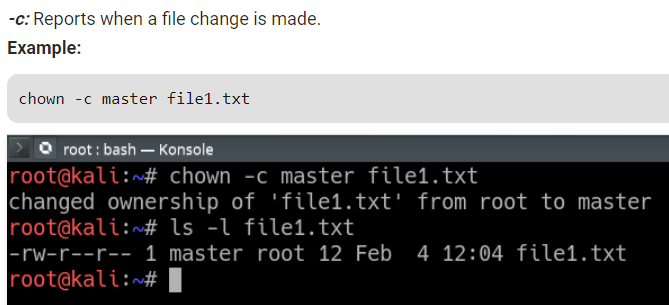 -c: Reports when a file change is made.
Example:
chown -c master file1.txt
root : bash — Konsole
root@kali:~# chown -c master file1.txt
changed ownership of 'file1.txt' from root to master
root@kali:~# ls -l file1.txt
-rw-r--r-- 1 master root 12 Feb  4 12:04 file1.txt
root@kali:~#